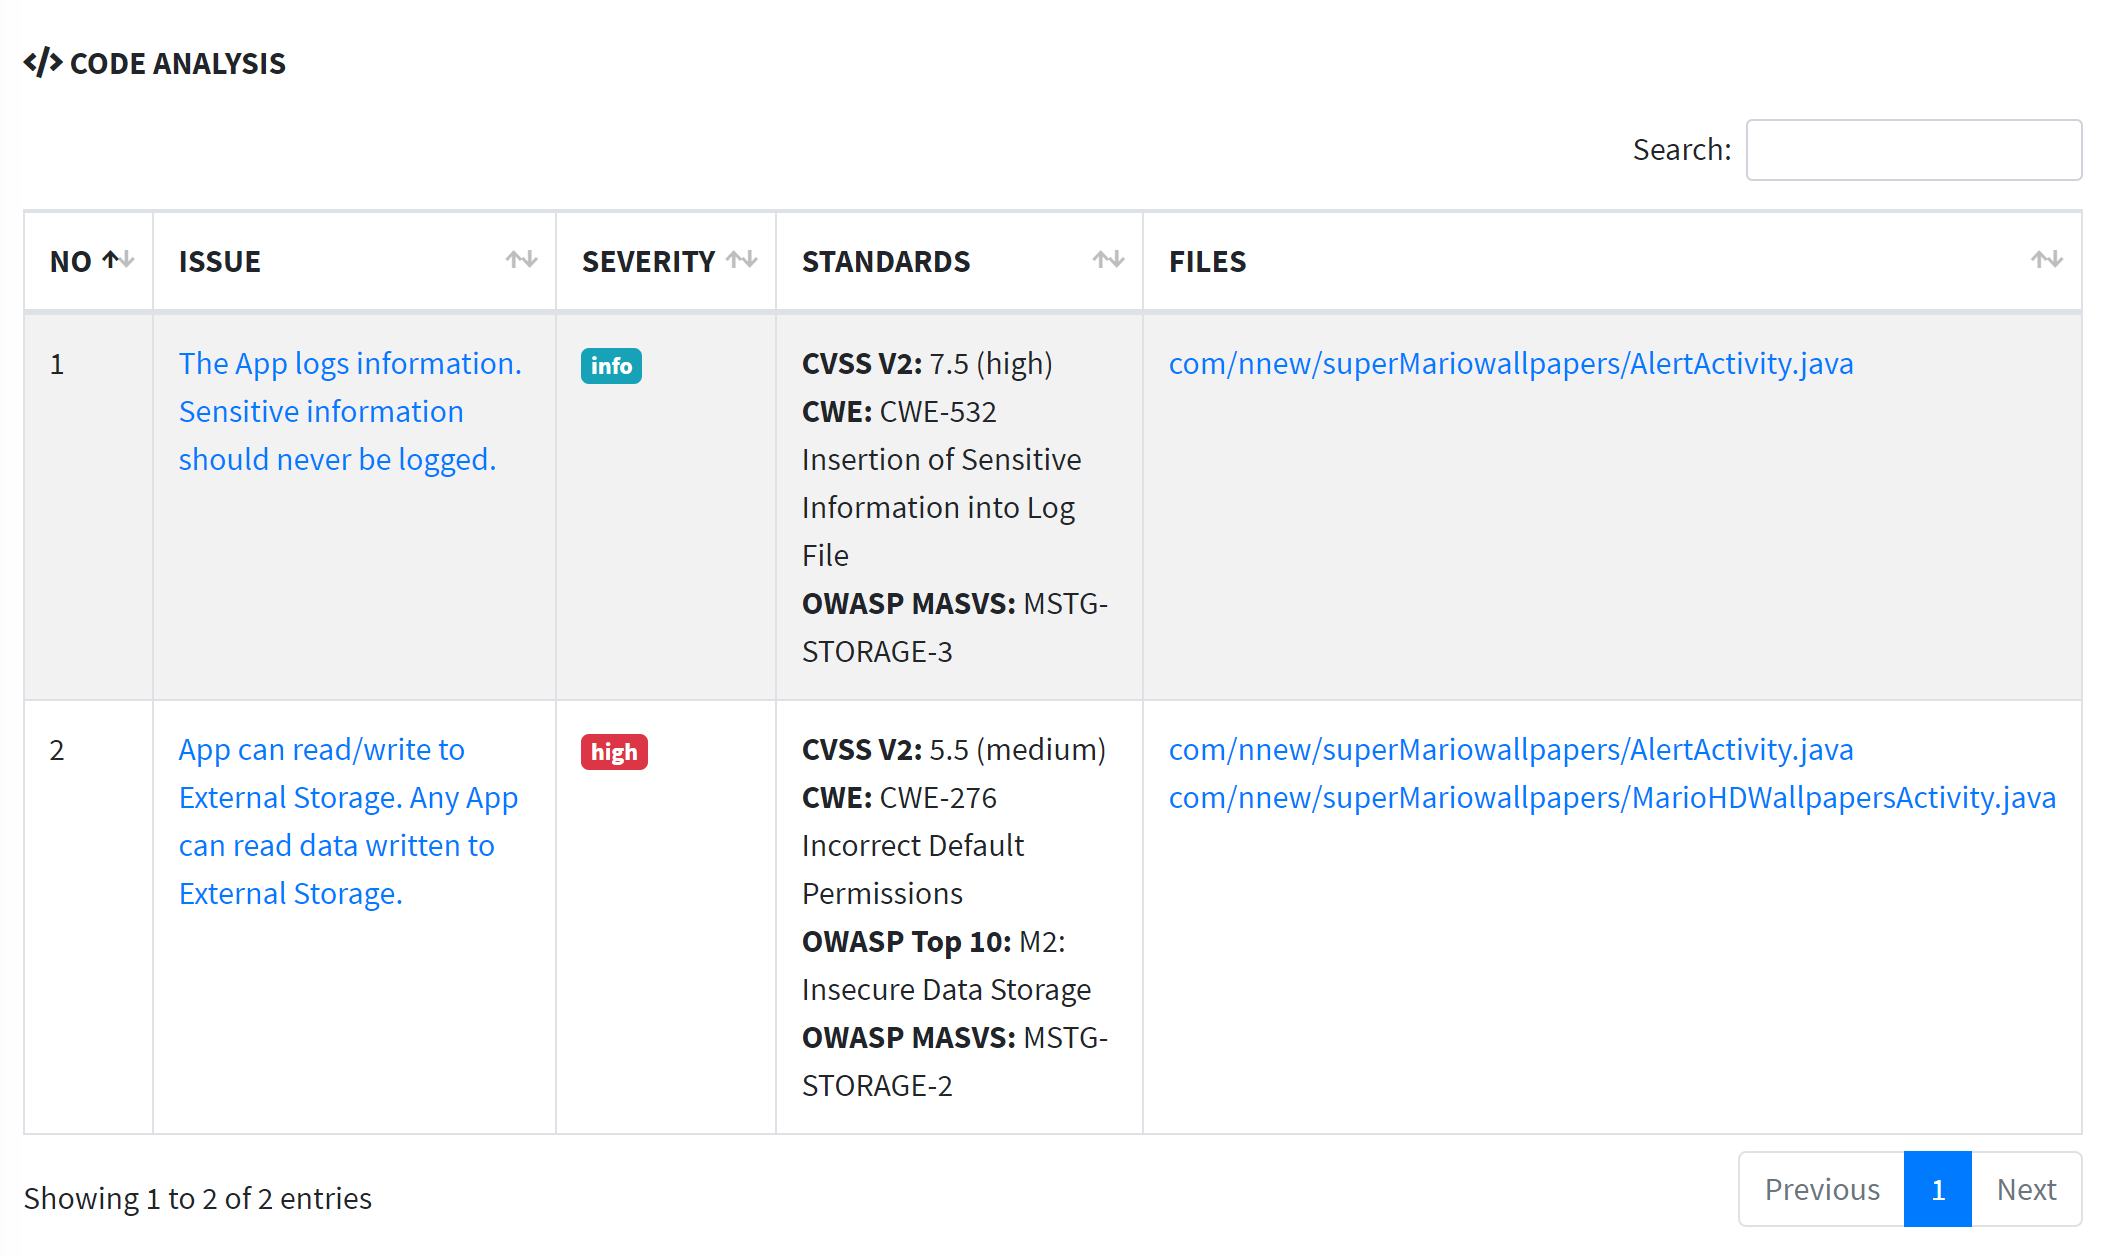 CODE ANALYSIS
Search:
NO ISSUE SEVERITY STANDARDS FILES
1
The App logs information.
Sensitive information
should never be logged.
info
CVSS V2: 7.5 (high)
CWE: CWE-532
Insertion of Sensitive
Information into Log
File
OWASP MASVS: MSTG-
STORAGE-3
com/nnew/superMariowallpapers/AlertActivity.java
2
App can read/write to
External Storage. Any App
can read data written to
External Storage.
high
CVSS V2: 5.5 (medium)
CWE: CWE-276
Incorrect Default
Permissions
OWASP Top 10: M2:
Insecure Data Storage
OWASP MASVS: MSTG-
STORAGE-2
com/nnew/superMariowallpapers/AlertActivity.java
com/nnew/superMariowallpapers/MarioHDWallpapersActivity.java
Showing 1 to 2 of 2 entries
Previous 1 Next